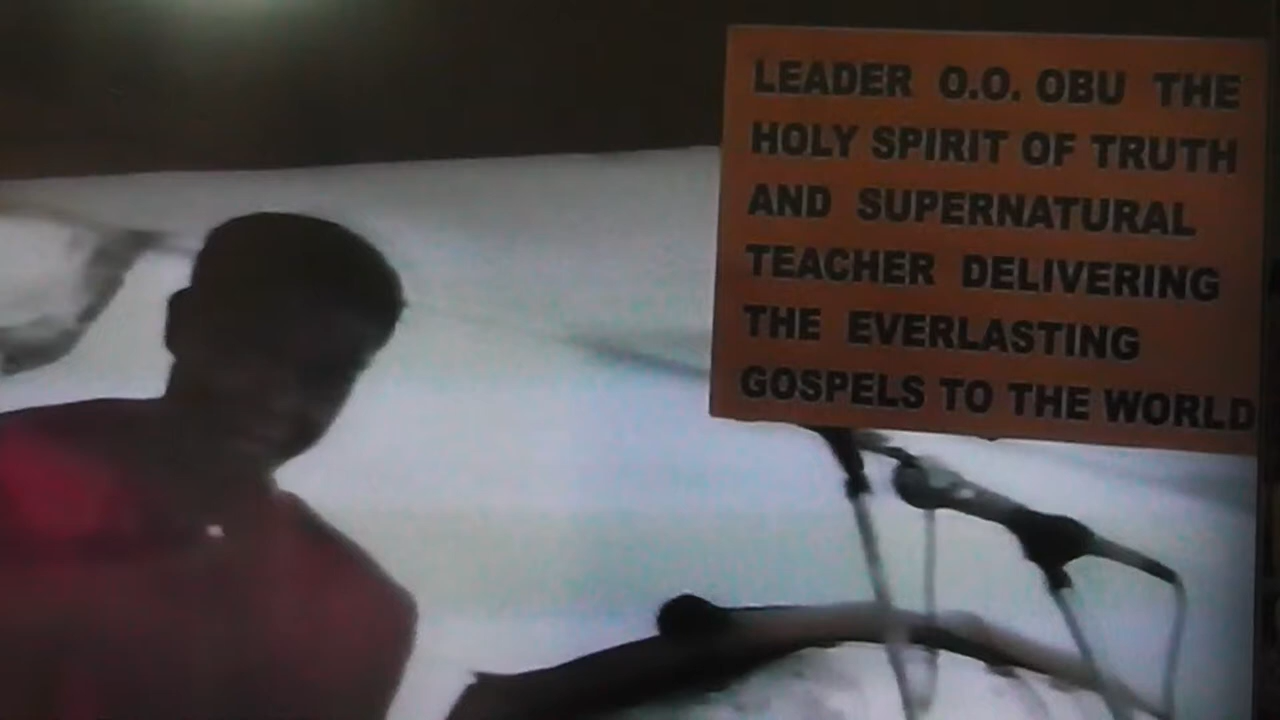 LEADER O.O. OBU THE
HOLY SPIRIT OF TRUTH
AND SUPERNATURAL
TEACHER DELIVERING
THE EVERLASTING
GOSPELS TO THE WORLD